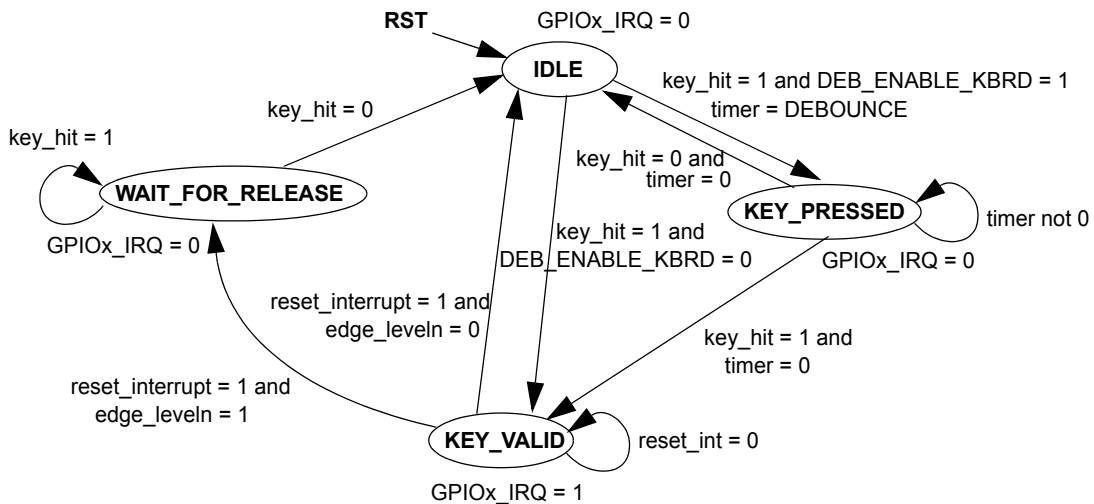 RST
GPIOx_IRQ = 0
IDLE
key_hit = 1 and DEB_ENABLE_KBRD = 1
timer = DEBOUNCE
key_hit = 0
key_hit = 1
key_hit = 0 and
timer = 0
WAIT_FOR_RELEASE
KEY_PRESSED
timer not 0
GPIOx_IRQ = 0
key_hit = 1 and
DEB_ENABLE_KBRD = 0
GPIOx_IRQ = 0
reset_interrupt = 1 and
edge_leveln = 0
key_hit = 1 and
timer = 0
reset_interrupt = 1 and
edge_leveln = 1
KEY_VALID
reset_int = 0
GPIOx_IRQ = 1